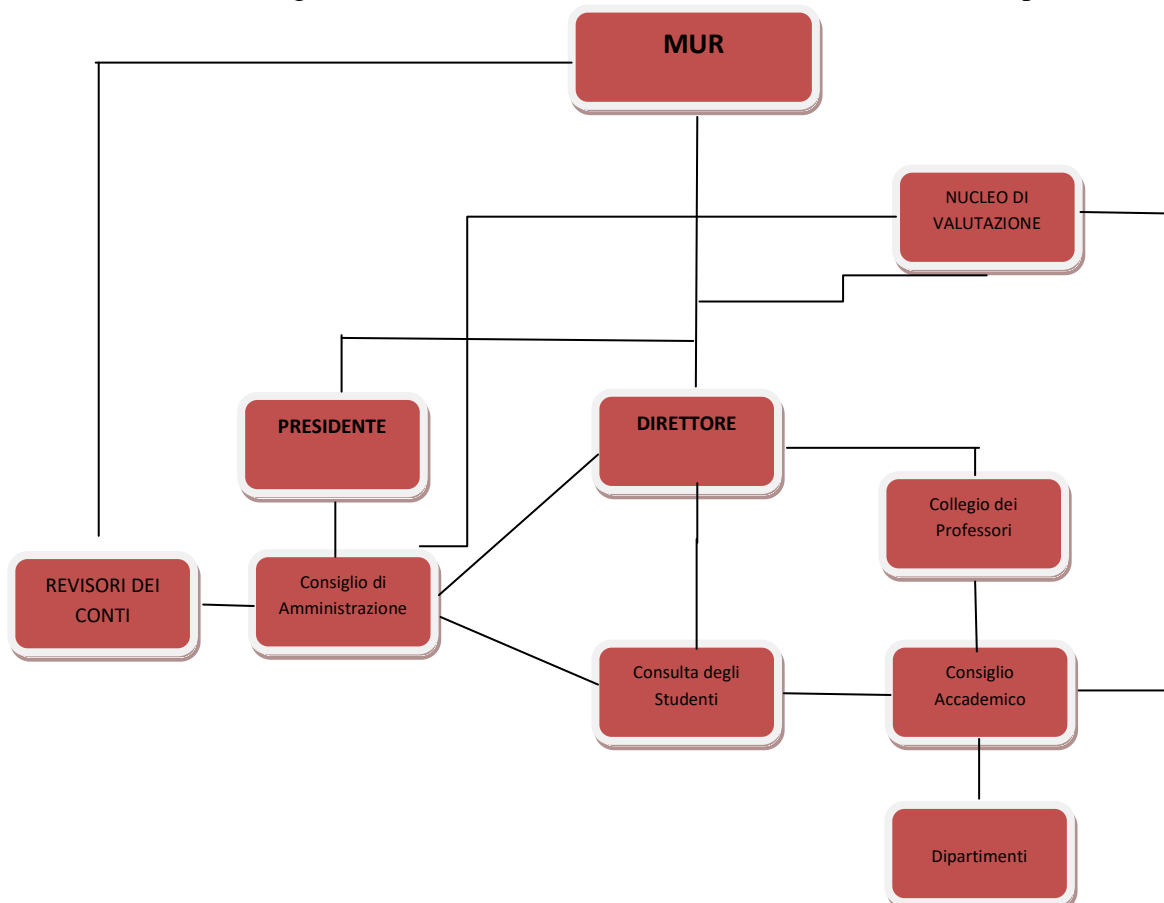 MUR
NUCLEO DI
VALUTAZIONE
PRESIDENTE
DIRETTORE
Collegio dei
Professori
REVISORI DEI
CONTI
Consiglio di
Amministrazione
Consulta degli
Studenti
Consiglio
Accademico
Dipartimenti